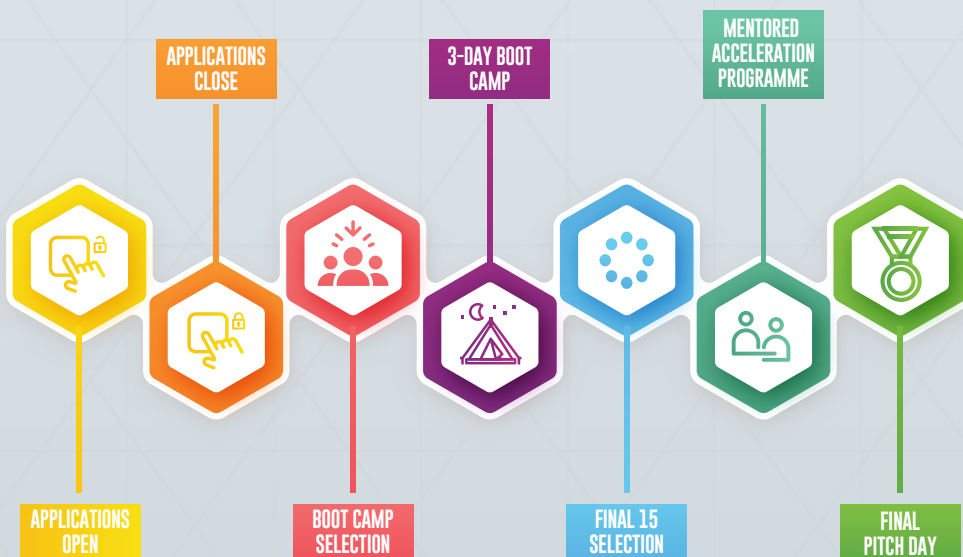 APPLICATIONS
CLOSE
3-DAY BOOT
CAMP
MENTORED
ACCELERATION
PROGRAMME
APPLICATIONS
OPEN
BOOT CAMP
SELECTION
FINAL 15
SELECTION
FINAL
PITCH DAY